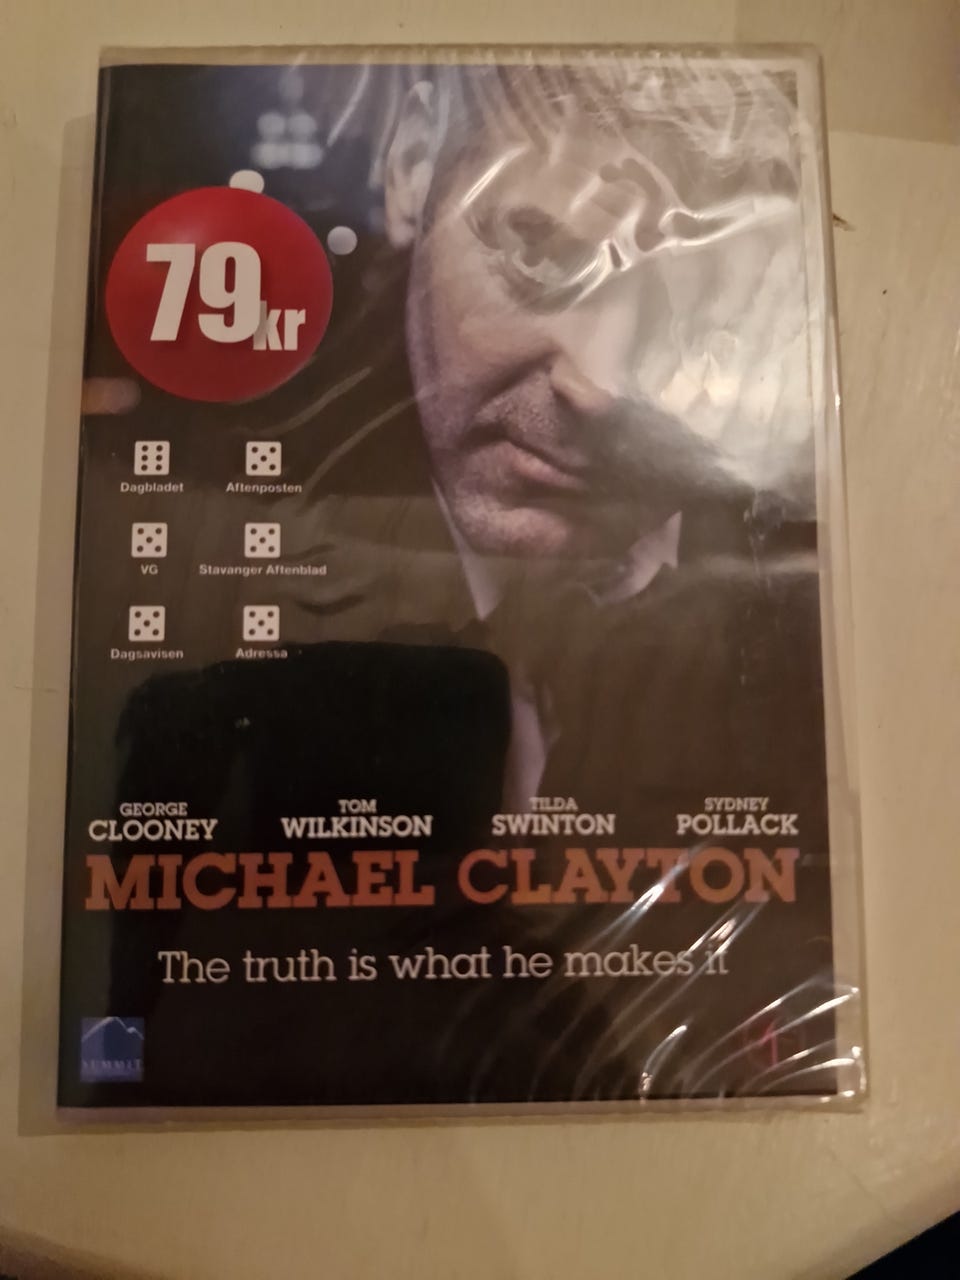 79kr
Dagbladet
Aftenposten
VG
Stavanger Aftenblad
Dagsavisen
Adressa
GEORGE
CLOONEY
TOM
WILKINSON
TILDA
SWINTON
SYDNEY
POLLACK
MICHAEL CLAYTON
The truth is what he makes it
SUMMIT